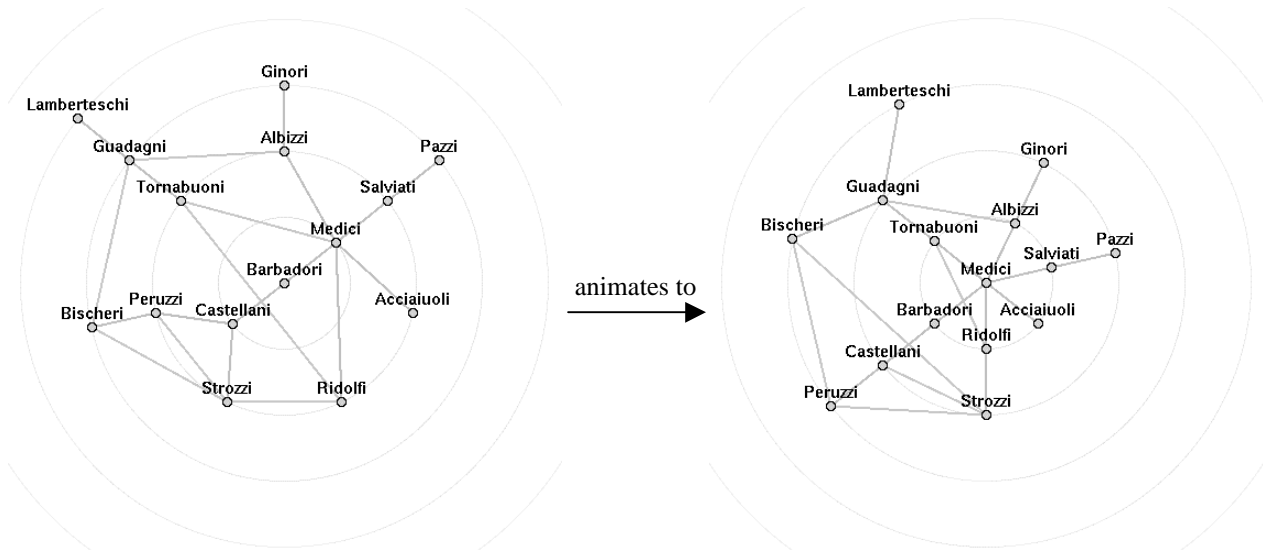 Ginori
Lamberteschi
Albizzi
Guadagni
Pazzi
Tornabuoni
Salviati
Medici
Barbadori
Peruzzi
Castellani
Acciaiuoli
Bischeri
Strozzi
Ridolfi
animates to
Lamberteschi
Ginori
Guadagni
Albizzi
Bischeri
Tornabuoni
Pazzi
Salviati
Medici
Barbadori
Acciaiuoli
Ridolfi
Castellani
Peruzzi
Strozzi